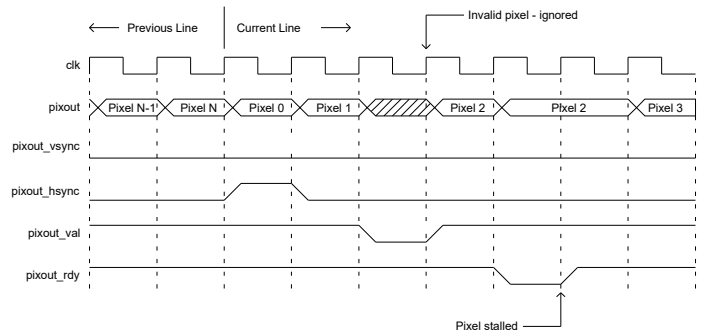 Invalid pixel - ignored
Previous Line Current Line
clk
pixout Pixel N-1 Pixel N Pixel 0 Pixel 1 Pixel 2 PIxel 2 Pixel 3
pixout_vsync
pixout_hsync
pixout_val
pixout_rdy
Pixel stalled